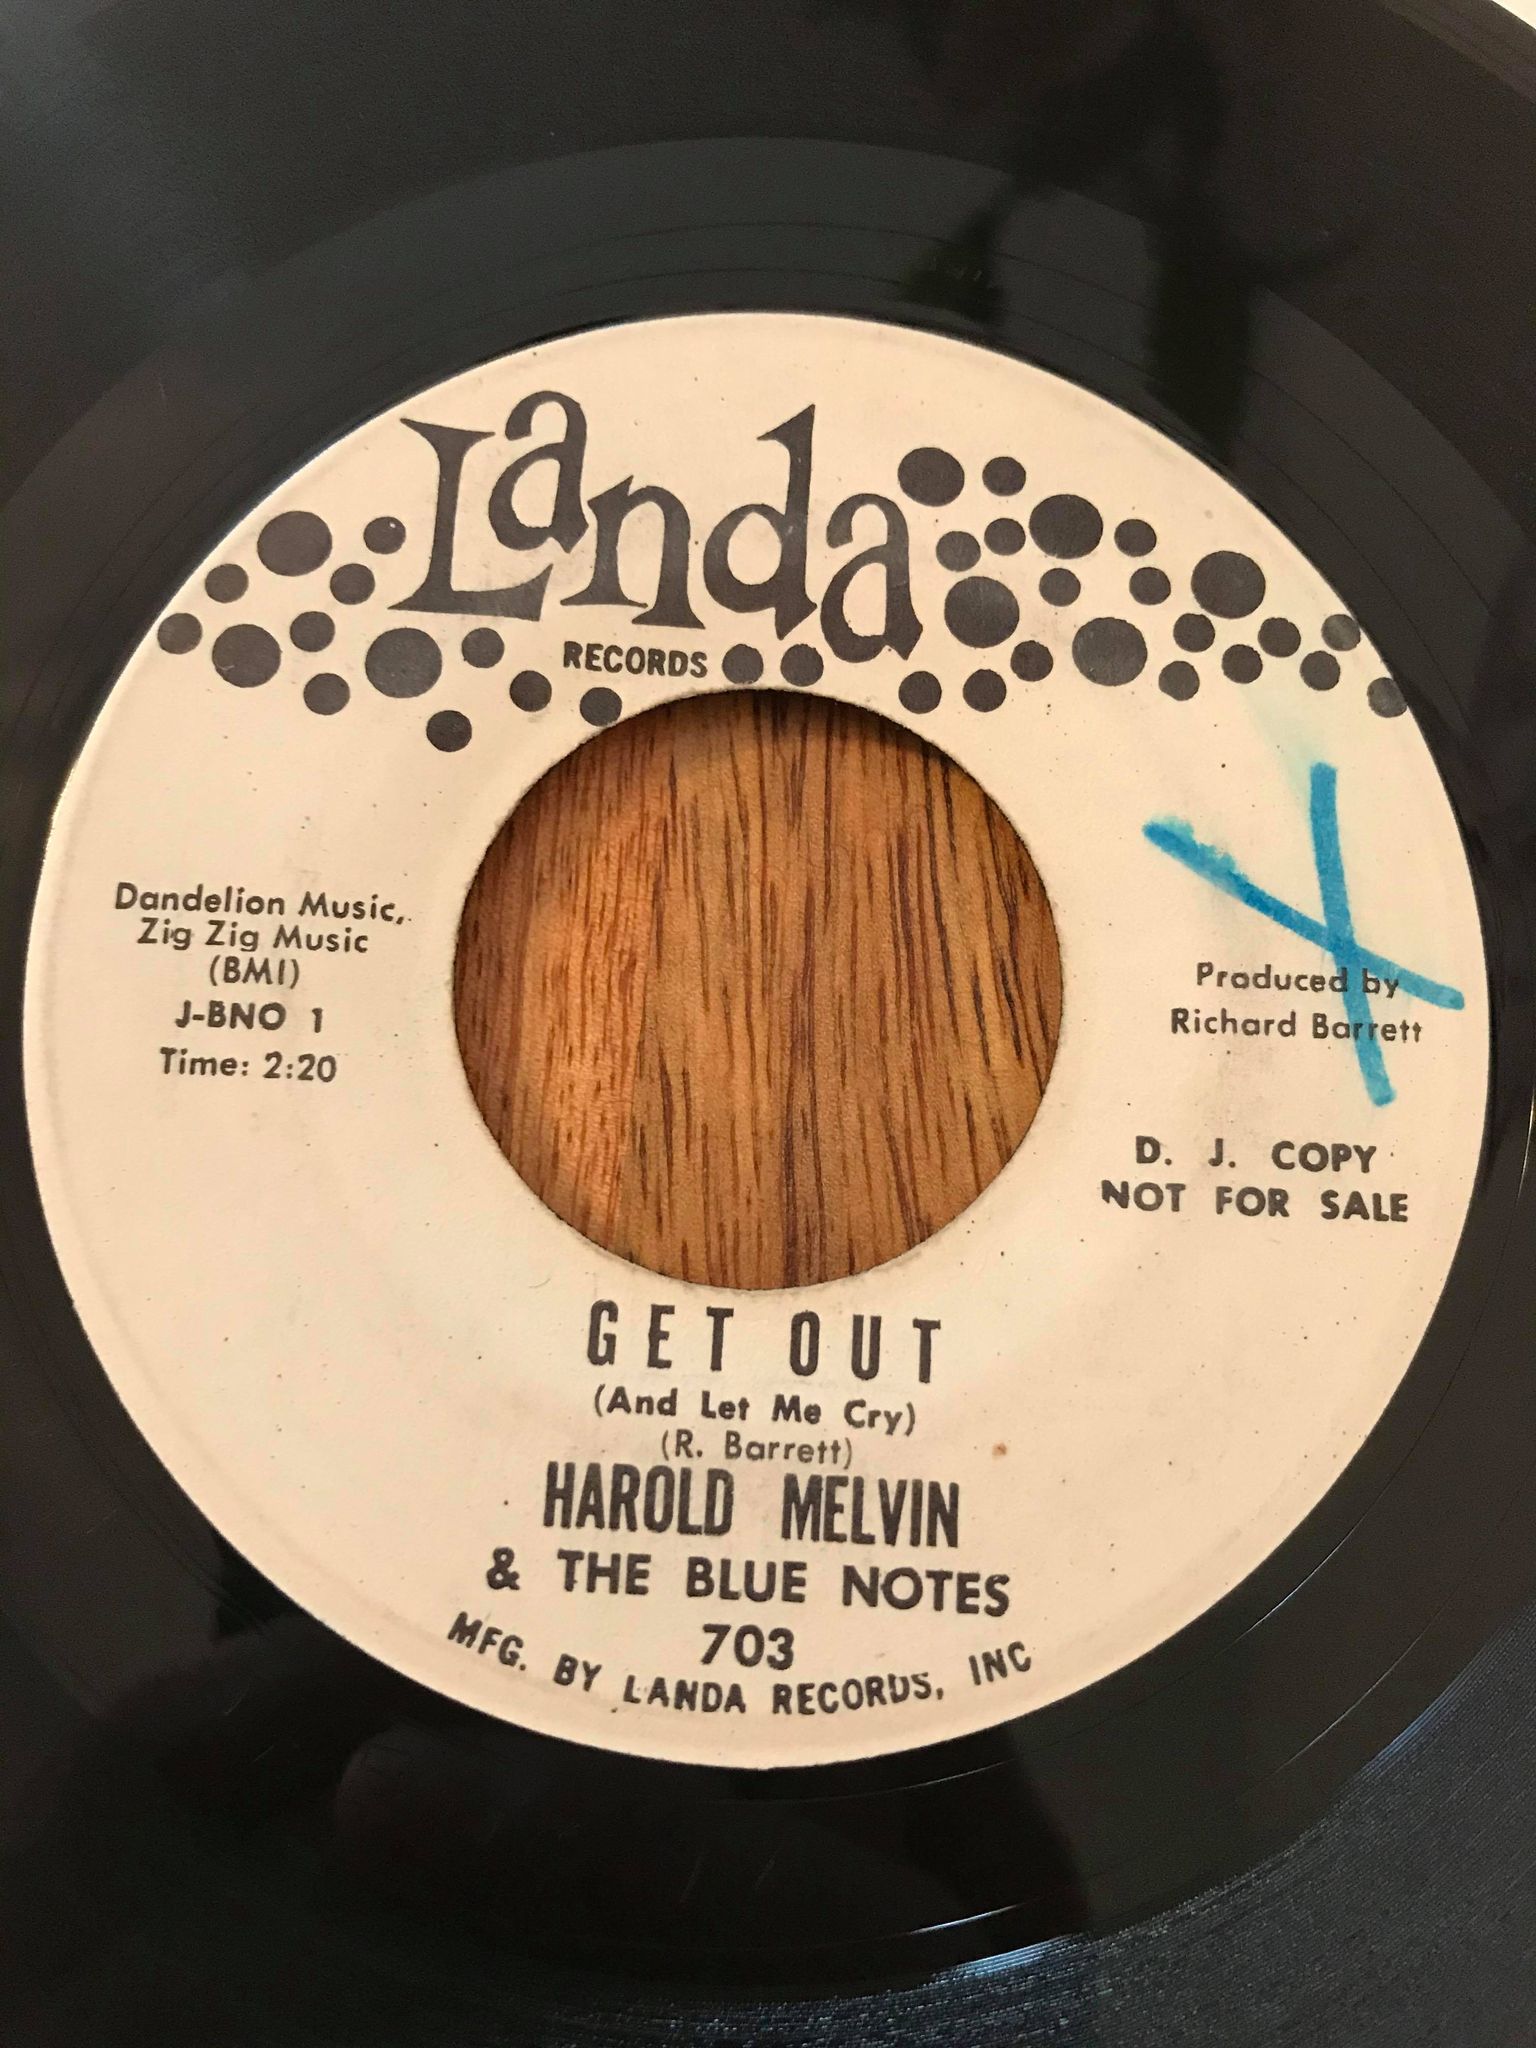 Landa
RECORDS
Dandelion Music,
Zig Zig Music
(BMI)
J-BNO 1
Time: 2:20
Produced by
Richard Barrett
D. J. COPY
NOT FOR SALE
GET OUT
(And Let Me Cry)
(R. Barrett)
HAROLD MELVIN
& THE BLUE NOTES
703
MFG. BY LANDA RECORDS, INC